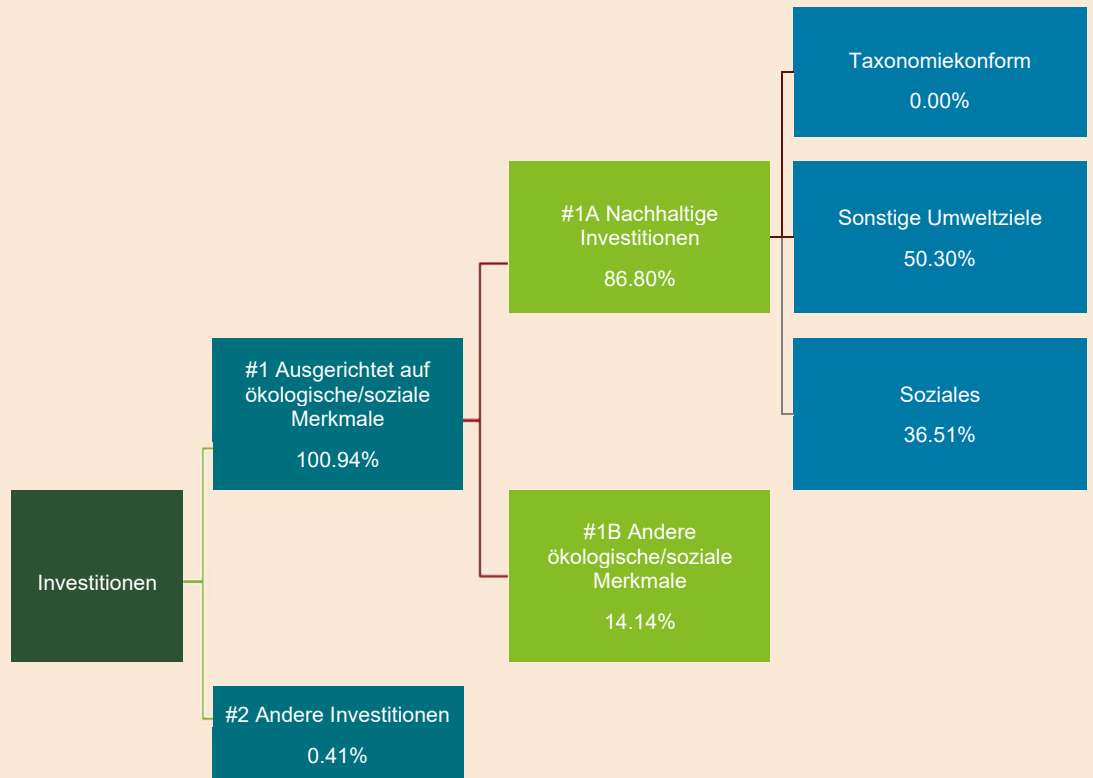 Taxonomiekonform
0.00%
#1A Nachhaltige
Investitionen
86.80%
Sonstige Umweltziele
50.30%
#1 Ausgerichtet auf
ökologische/soziale
Merkmale
100.94%
Soziales
36.51%
Investitionen
#1B Andere
ökologische/soziale
Merkmale
14.14%
#2 Andere Investitionen
0.41%